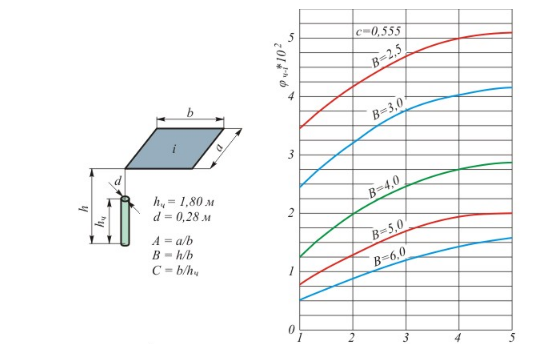 b
a
i
d
h
hч
hч = 1,80 м
d = 0,28 м
A = a/b
B = h/b
C = b/hч
φч-i*10²
c=0,555
B=2,5
B=3,0
B=4,0
B=5,0
B=6,0
5
4
3
2
1
0
1 2 3 4 5